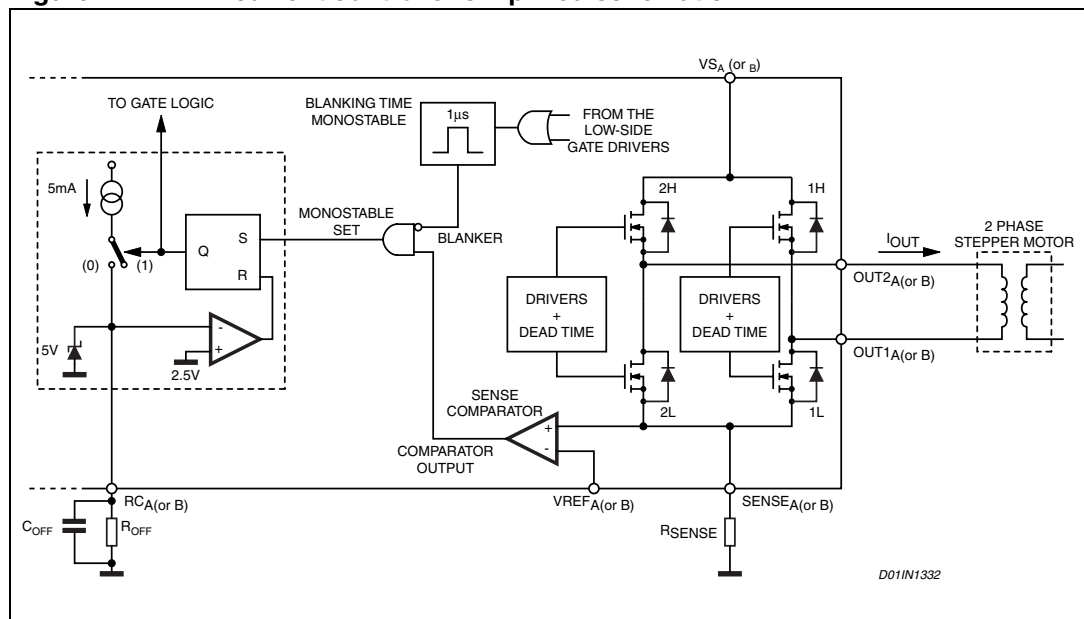 VSA (or B)
TO GATE LOGIC
BLANKING TIME
MONOSTABLE
1μs
FROM THE
LOW-SIDE
GATE DRIVERS
5mA
(0)
(1)
Q
S
R
MONOSTABLE
SET
BLANKER
2H
1H
IOUT
2 PHASE
STEPPER MOTOR
OUT2A(or B)
DRIVERS
+
DEAD TIME
DRIVERS
+
DEAD TIME
OUT1A(or B)
5V
-
+
2.5V
2L
1L
SENSE
COMPARATOR
+
-
COMPARATOR
OUTPUT
RCA(or B)
VREFA(or B)
SENSEA(or B)
COFF
ROFF
RSENSE
D01IN1332